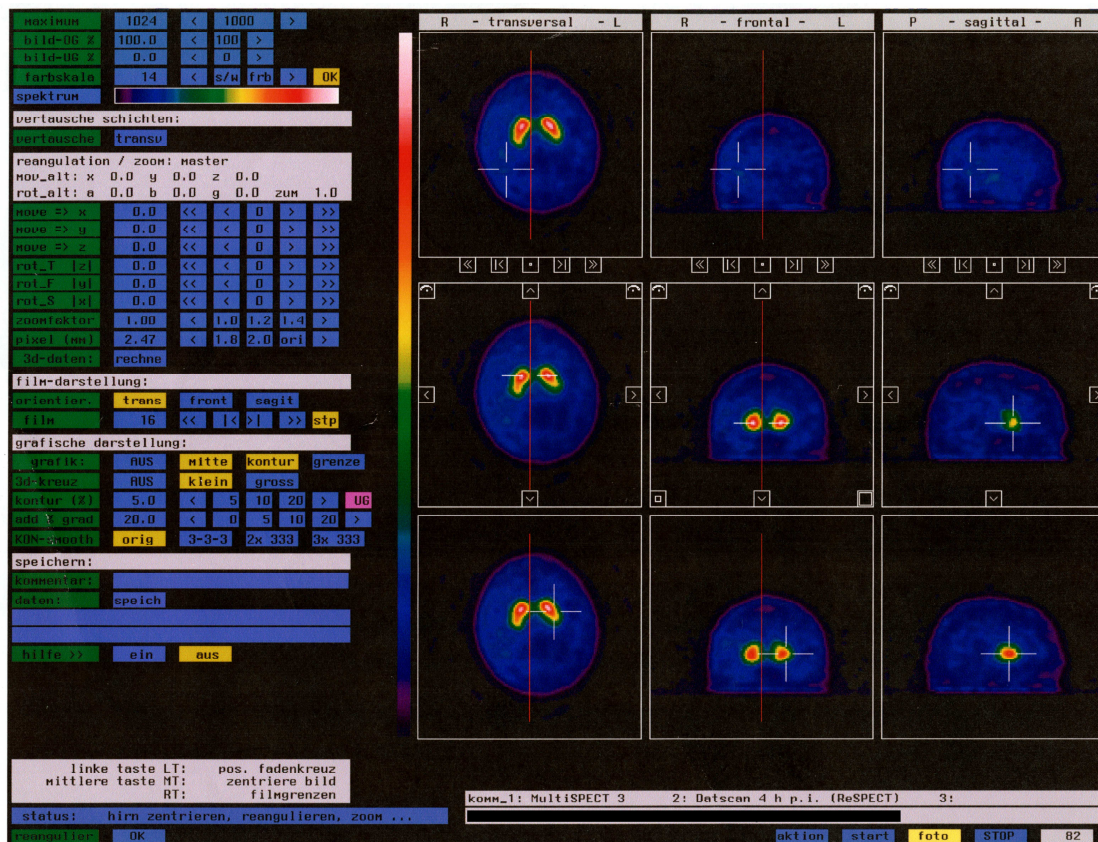 maximum 1024 < 1000 >
bild-OG % 100.0 < 100 >
bild-UG % 0.0 < 0 >
farbskala 14 < s/w frb > OK
spektrum
vertausche schichten:
vertausche transv
reangulation / zoom: master
mov_alt: x 0.0 y 0.0 z 0.0
rot_alt: a 0.0 b 0.0 g 0.0 zum 1.0
move => x 0.0 << < 0 > >>
move => y 0.0 << < 0 > >>
move => z 0.0 << < 0 > >>
rot_T |z| 0.0 << < 0 > >>
rot_F |y| 0.0 << < 0 > >>
rot_S |x| 0.0 << < 0 > >>
zoomfaktor 1.00 < 1.0 1.2 1.4 >
pixel (mm) 2.47 < 1.8 2.0 ori >
3d-daten: rechne
film-darstellung:
orientier. trans front sagit
film 16 << |< >| >> stp
grafische darstellung:
grafik: AUS mitte kontur grenze
3d-kreuz AUS klein gross
kontur (%) 5.0 < 5 10 20 > UG
add % grad 20.0 < 0 5 10 20 >
KON-smooth orig 3-3-3 2x 333 3x 333
speichern:
kommentar:
daten: speich
hilfe >> ein aus
linke taste LT: pos. fadenkreuz
mittlere taste MT: zentriere bild
RT: filmgrenzen
status: hirn zentrieren, reangulieren, zoom ...
reangulier OK
R - transversal - L
R - frontal - L
P - sagittal - A
komm_1: MultiSPECT 3 2: Datscan 4 h p.i. (ReSPECT) 3:
aktion start foto STOP 82